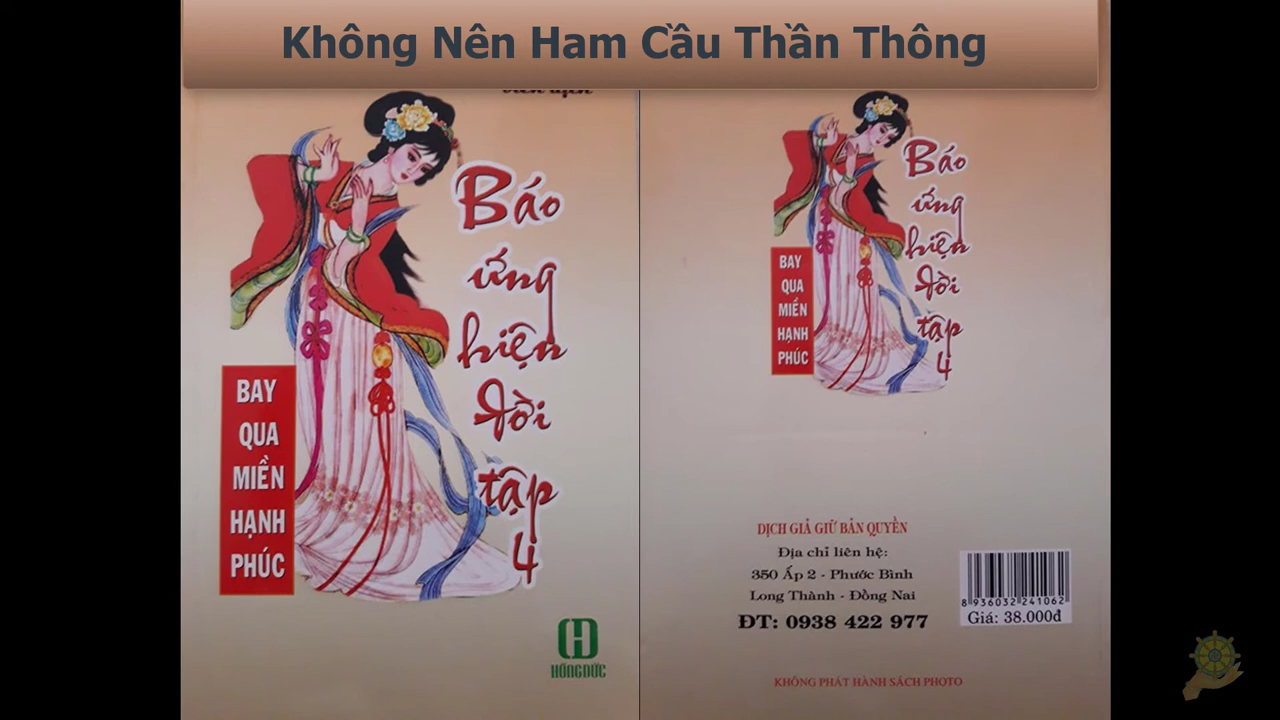 Không Nên Ham Cầu Thần Thông
Báo
ứng
hiện
đời
tập
4
BAY
QUA
MIỀN
HẠNH
PHÚC
HỒNG ĐỨC
Báo
ứng
hiện
đời
tập
4
BAY
QUA
MIỀN
HẠNH
PHÚC
DỊCH GIẢ GIỮ BẢN QUYỀN
Địa chỉ liên hệ:
350 Ấp 2 - Phước Bình
Long Thành - Đồng Nai
ĐT: 0938 422 977
8 936032 241062
Giá: 38.000đ
KHÔNG PHÁT HÀNH SÁCH PHOTO